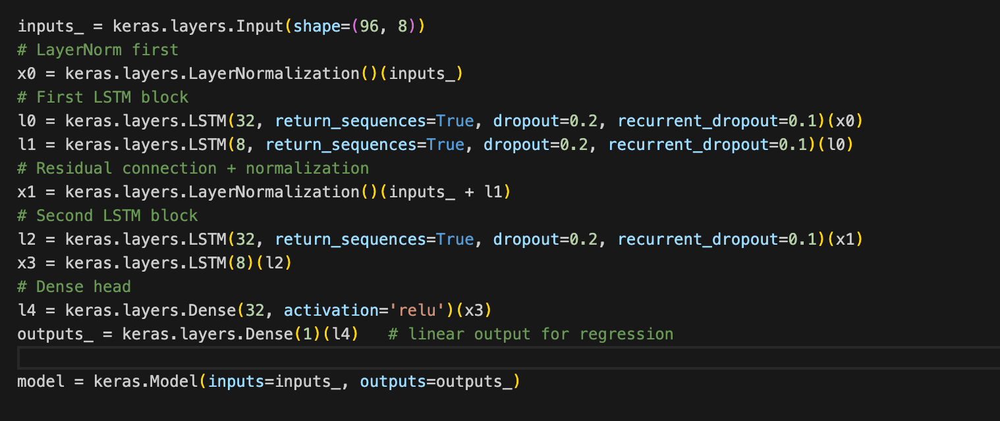 inputs_ = keras.layers.Input(shape=(96, 8))
# LayerNorm first
x0 = keras.layers.LayerNormalization()(inputs_)
# First LSTM block
l0 = keras.layers.LSTM(32, return_sequences=True, dropout=0.2, recurrent_dropout=0.1)(x0)
l1 = keras.layers.LSTM(8, return_sequences=True, dropout=0.2, recurrent_dropout=0.1)(l0)
# Residual connection + normalization
x1 = keras.layers.LayerNormalization()(inputs_ + l1)
# Second LSTM block
l2 = keras.layers.LSTM(32, return_sequences=True, dropout=0.2, recurrent_dropout=0.1)(x1)
x3 = keras.layers.LSTM(8)(l2)
# Dense head
l4 = keras.layers.Dense(32, activation='relu')(x3)
outputs_ = keras.layers.Dense(1)(l4)   # linear output for regression
model = keras.Model(inputs=inputs_, outputs=outputs_)